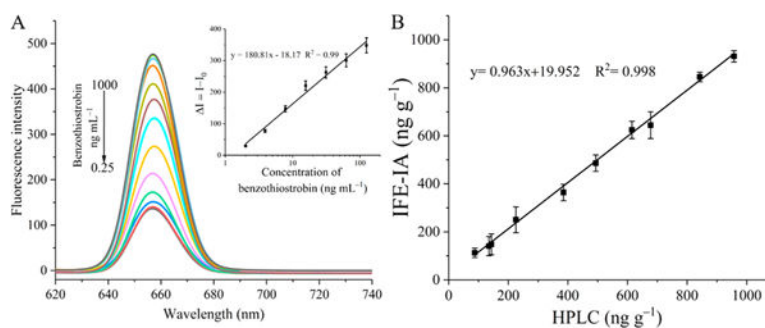 A
500
400
300
200
100
0
620
640
660
680
700
720
740
Fluorescence intensity
Wavelength (nm)
Benzothiostrobin
ng mL⁻¹
1000
0.25
400
300
200
100
0
1
10
100
ΔI = I−I₀
y = 180.81x - 18.17 R² = 0.99
Concentration of
benzothiostrobin (ng mL⁻¹)
B
1000
800
600
400
200
0
0
200
400
600
800
1000
IFE-IA (ng g⁻¹)
HPLC (ng g⁻¹)
y= 0.963x+19.952 R²= 0.998